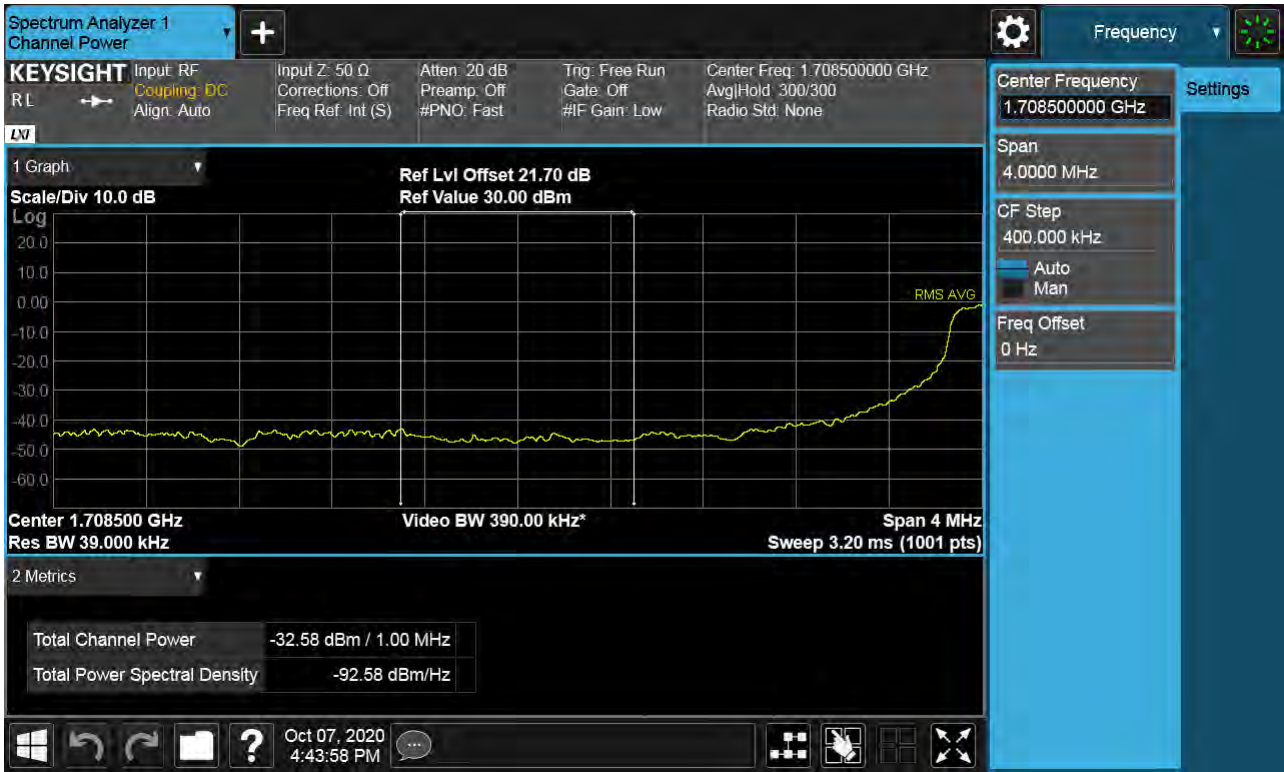 Spectrum Analyzer 1
Channel Power
+
Frequency
KEYSIGHT
RL
LXI
Input: RF
Coupling: DC
Align: Auto
Input Z: 50 Ω
Corrections: Off
Freq Ref: Int (S)
Atten: 20 dB
Preamp: Off
#PNO: Fast
Trig: Free Run
Gate: Off
#IF Gain: Low
Center Freq: 1.708500000 GHz
Avg|Hold: 300/300
Radio Std: None
Center Frequency
1.708500000 GHz
Settings
Span
4.0000 MHz
CF Step
400.000 kHz
Auto
Man
Freq Offset
0 Hz
1 Graph
Scale/Div 10.0 dB
Ref Lvl Offset 21.70 dB
Ref Value 30.00 dBm
Log
20.0
10.0
0.00
-10.0
-20.0
-30.0
-40.0
-50.0
-60.0
RMS AVG
Center 1.708500 GHz
Res BW 39.000 kHz
Video BW 390.00 kHz*
Span 4 MHz
Sweep 3.20 ms (1001 pts)
2 Metrics
Total Channel Power -32.58 dBm / 1.00 MHz
Total Power Spectral Density -92.58 dBm/Hz
?
Oct 07, 2020
4:43:58 PM